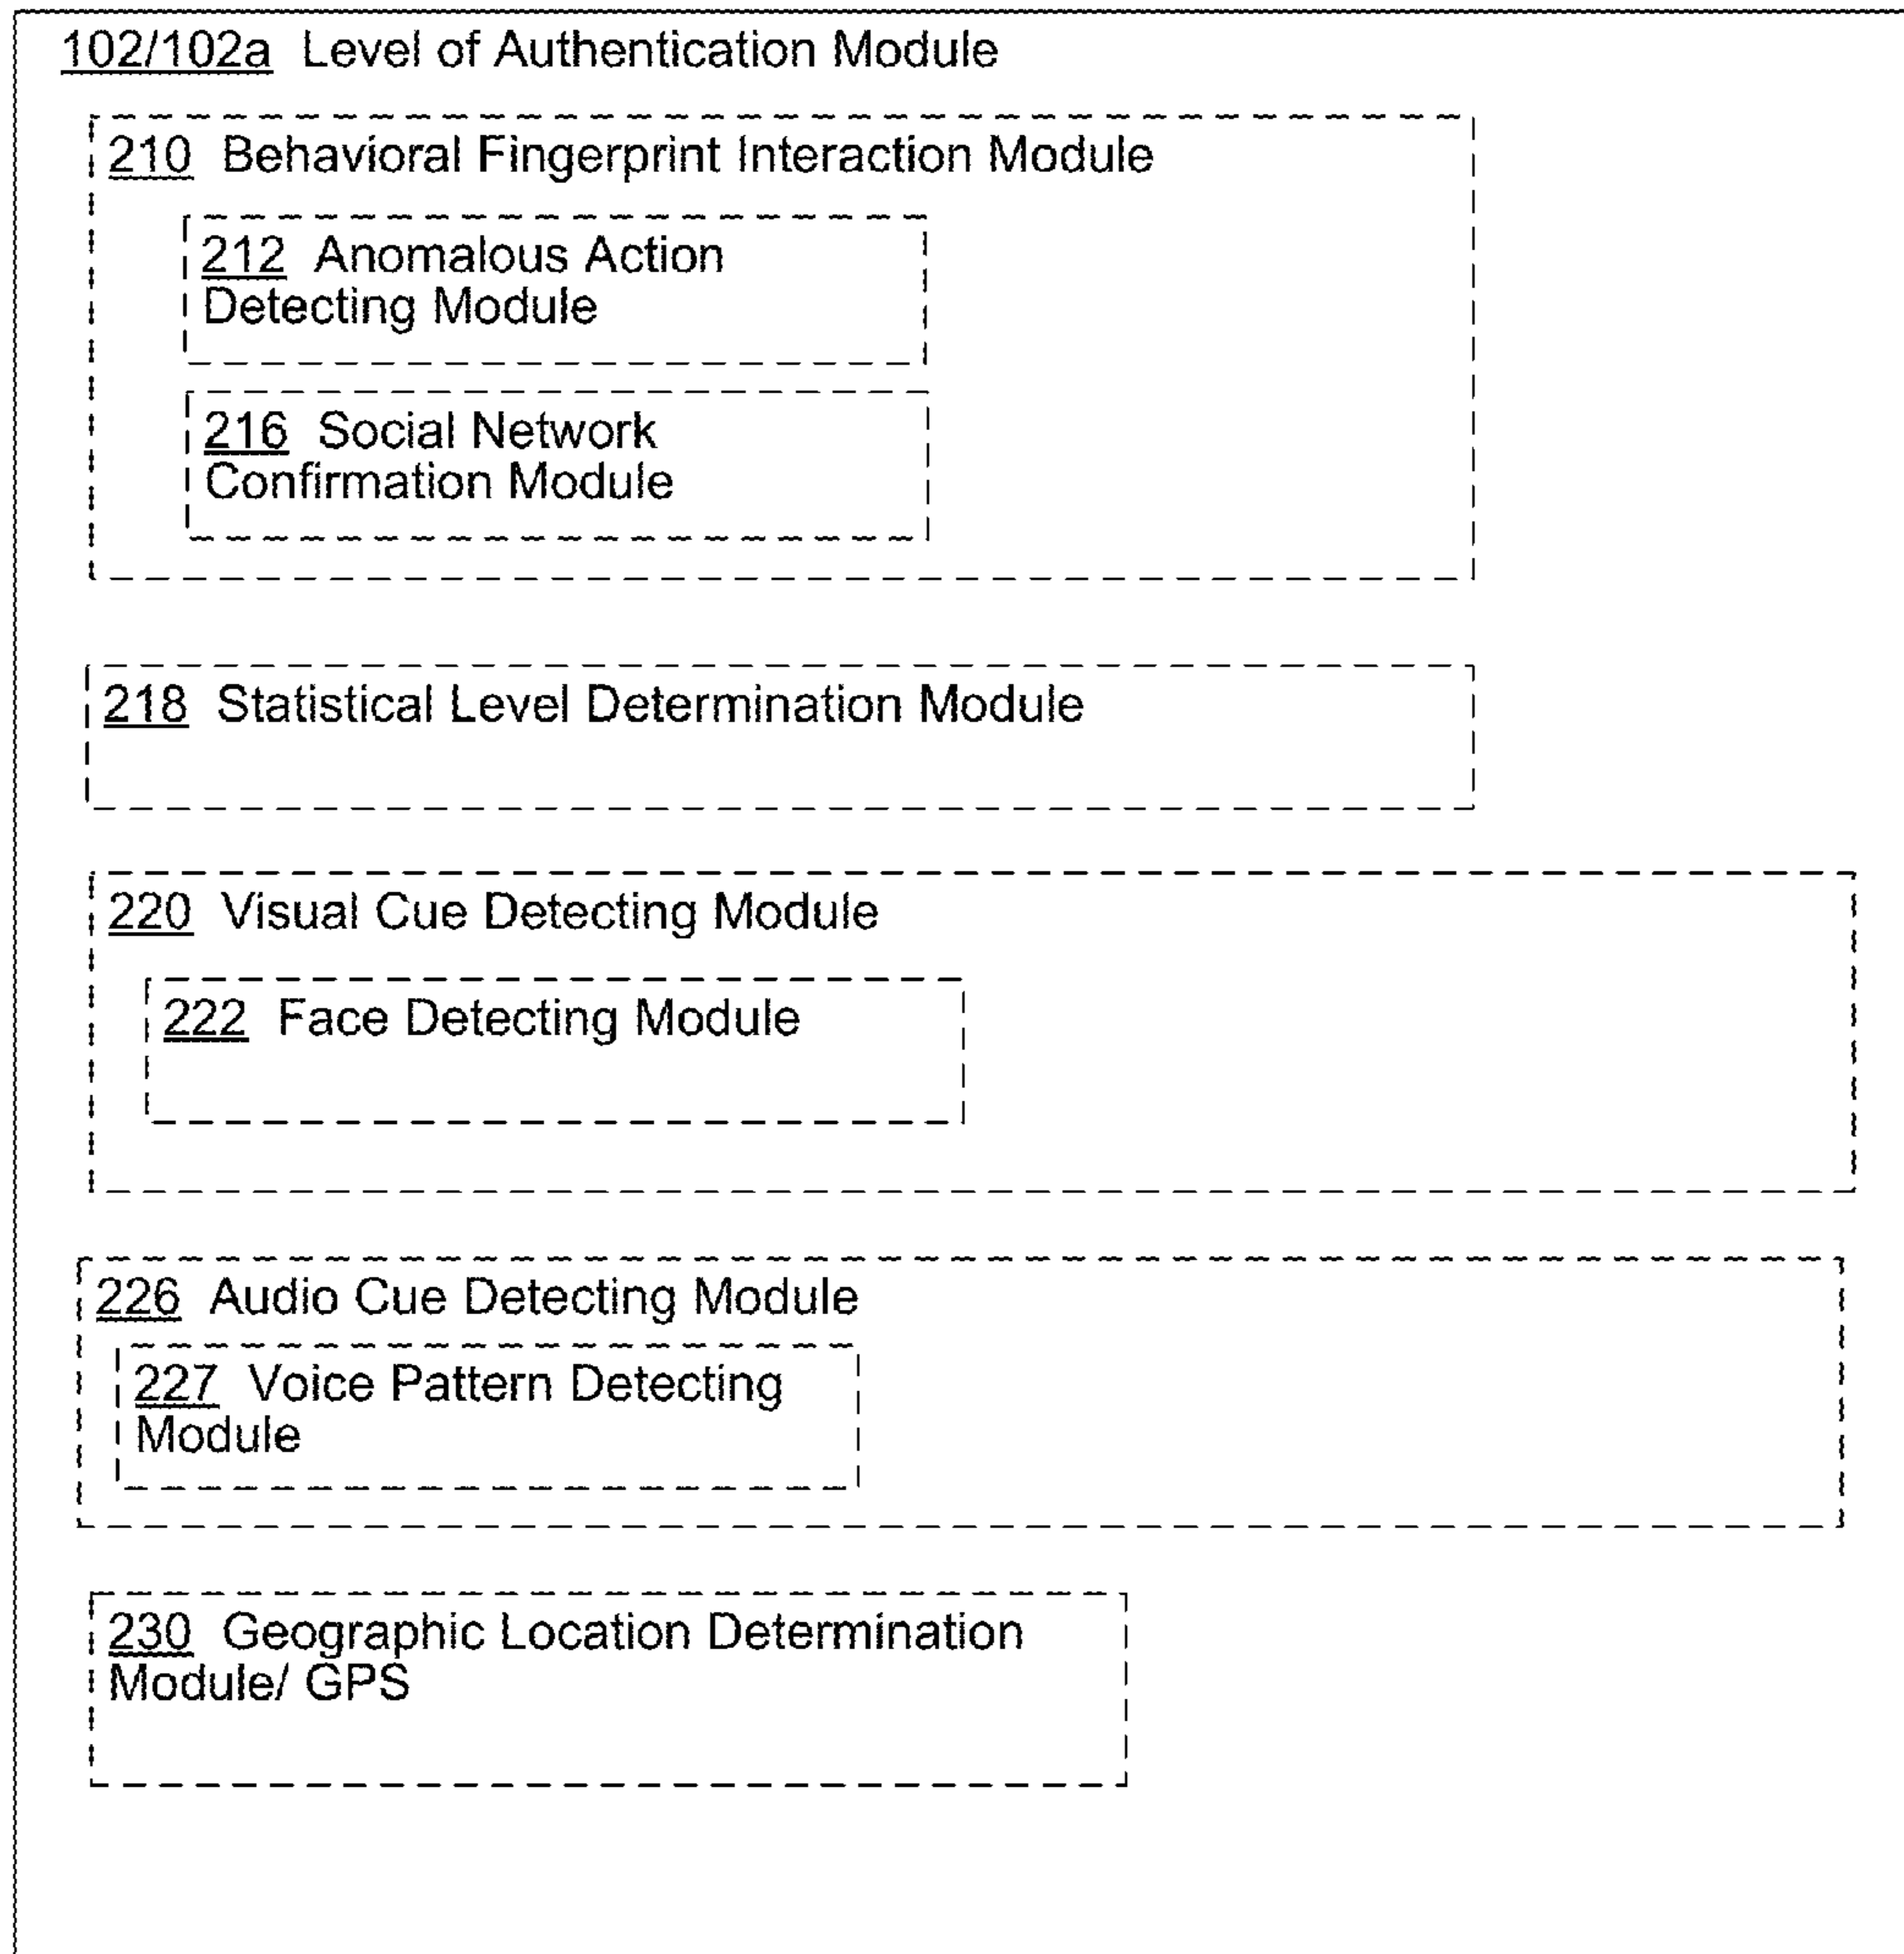 102/102a Level of Authentication Module
210 Behavioral Fingerprint Interaction Module
212 Anomalous Action
Detecting Module
216 Social Network
Confirmation Module
218 Statistical Level Determination Module
220 Visual Cue Detecting Module
222 Face Detecting Module
226 Audio Cue Detecting Module
227 Voice Pattern Detecting
Module
230 Geographic Location Determination
Module/ GPS